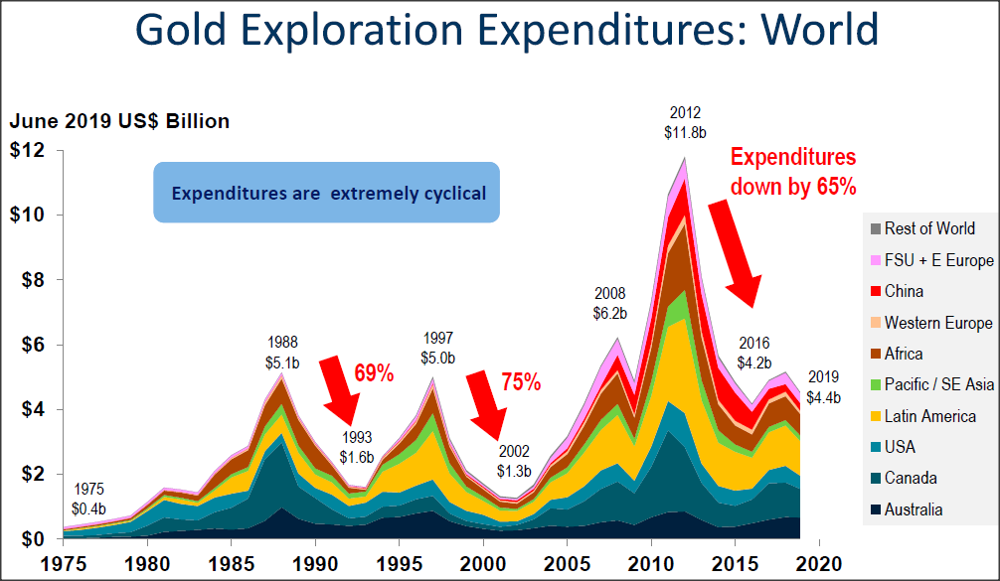 Gold Exploration Expenditures: World
June 2019 US$ Billion
$12
$10
$8
$6
$4
$2
$0
Expenditures are extremely cyclical
1975
$0.4b
1988
$5.1b
69%
1993
$1.6b
1997
$5.0b
75%
2002
$1.3b
2008
$6.2b
2012
$11.8b
Expenditures
down by 65%
2016
$4.2b
2019
$4.4b
Rest of World
FSU + E Europe
China
Western Europe
Africa
Pacific / SE Asia
Latin America
USA
Canada
Australia
1975 1980 1985 1990 1995 2000 2005 2010 2015 2020